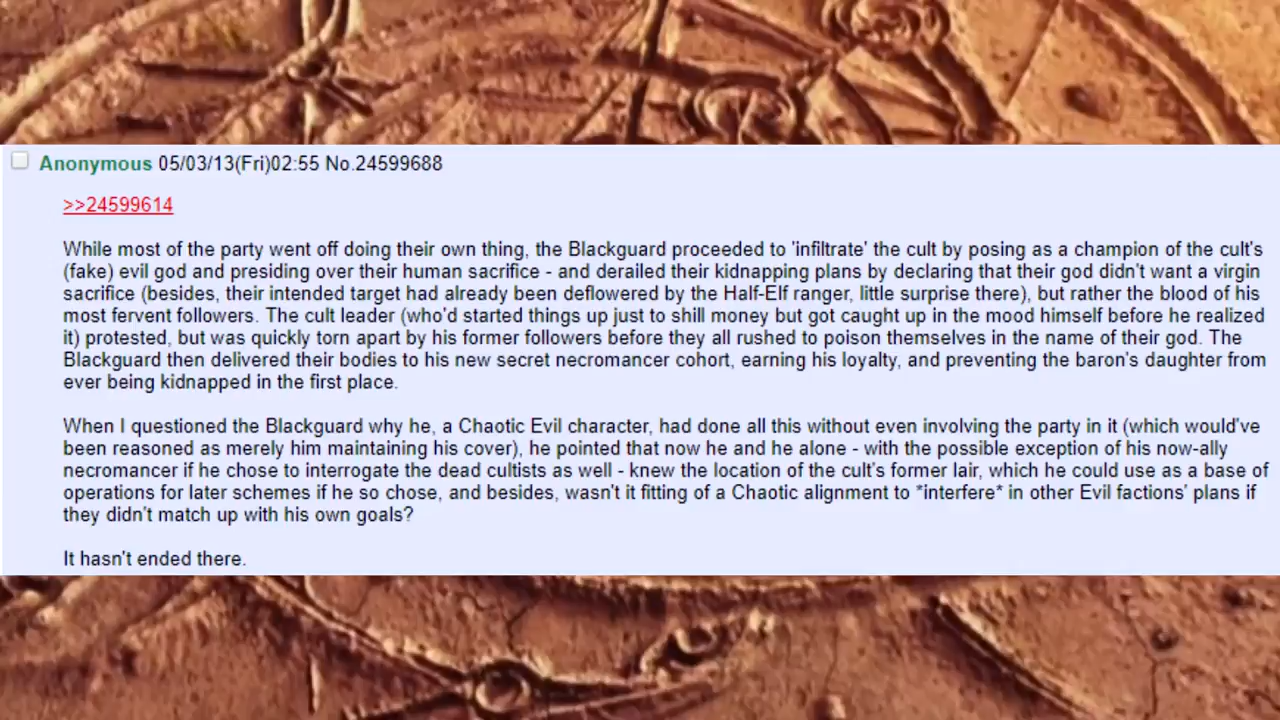 Anonymous 05/03/13(Fri)02:55 No.24599688
>>24599614
While most of the party went off doing their own thing, the Blackguard proceeded to 'infiltrate' the cult by posing as a champion of the cult's
(fake) evil god and presiding over their human sacrifice - and derailed their kidnapping plans by declaring that their god didn't want a virgin
sacrifice (besides, their intended target had already been deflowered by the Half-Elf ranger, little surprise there), but rather the blood of his
most fervent followers. The cult leader (who'd started things up just to shill money but got caught up in the mood himself before he realized
it) protested, but was quickly torn apart by his former followers before they all rushed to poison themselves in the name of their god. The
Blackguard then delivered their bodies to his new secret necromancer cohort, earning his loyalty, and preventing the baron's daughter from
ever being kidnapped in the first place.
When I questioned the Blackguard why he, a Chaotic Evil character, had done all this without even involving the party in it (which would've
been reasoned as merely him maintaining his cover), he pointed that now he and he alone - with the possible exception of his now-ally
necromancer if he chose to interrogate the dead cultists as well - knew the location of the cult's former lair, which he could use as a base of
operations for later schemes if he so chose, and besides, wasn't it fitting of a Chaotic alignment to *interfere* in other Evil factions' plans if
they didn't match up with his own goals?
It hasn't ended there.